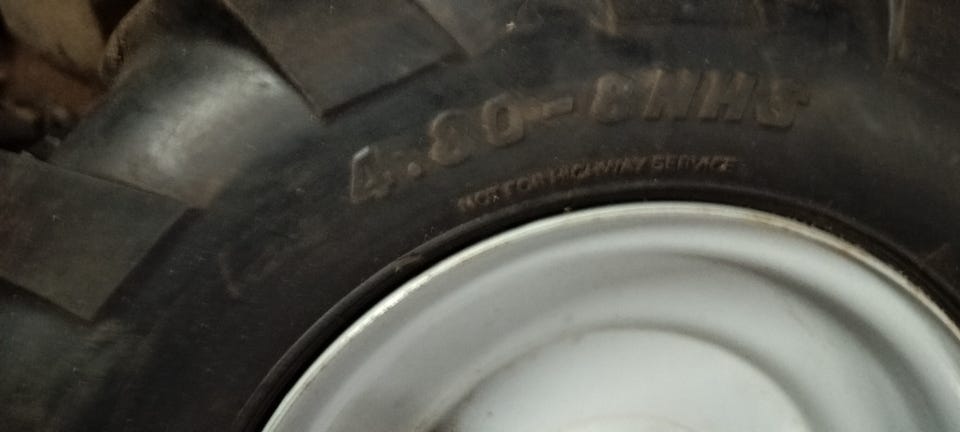 4.80-8NHS
NOT FOR HIGHWAY SERVICE